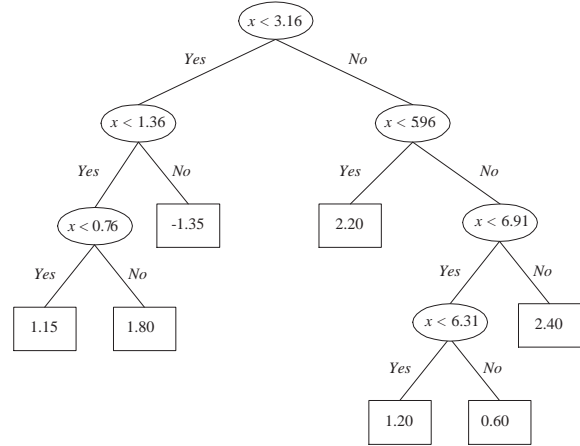 x < 3.16
Yes
No
x < 1.36
x < 5.96
Yes
No
Yes
No
x < 0.76
-1.35
2.20
x < 6.91
Yes
No
Yes
No
1.15
1.80
x < 6.31
2.40
Yes
No
1.20
0.60